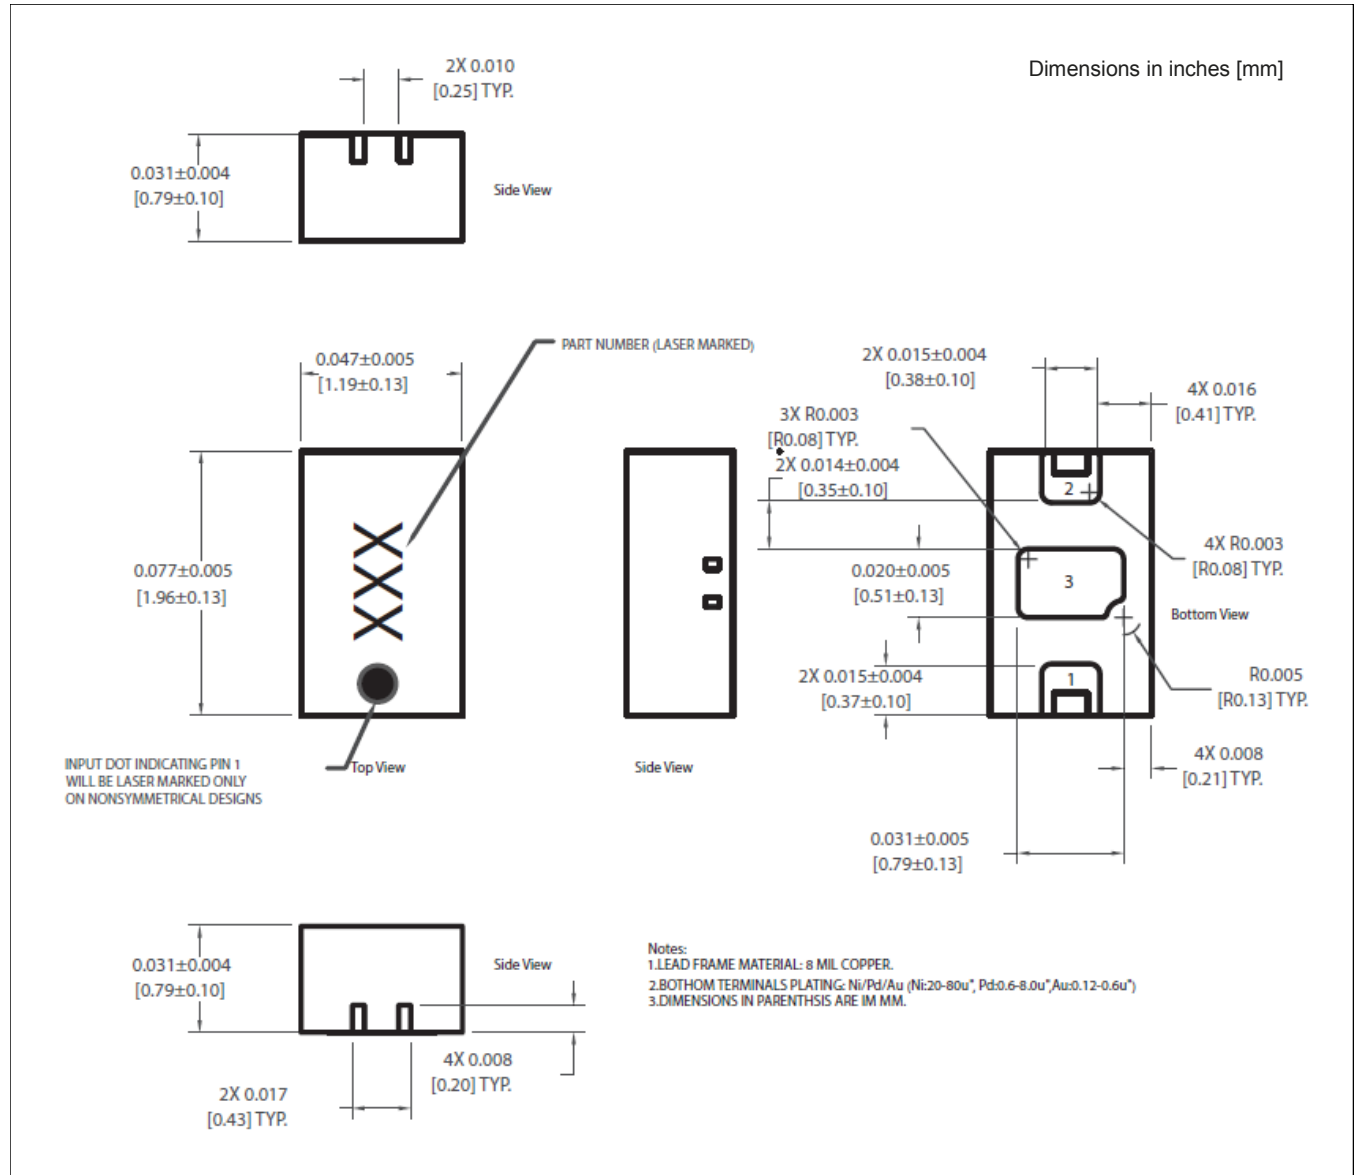 Dimensions in inches [mm]
2X 0.010
[0.25] TYP.
0.031±0.004
[0.79±0.10]
Side View
PART NUMBER (LASER MARKED)
0.047±0.005
[1.19±0.13]
2X 0.015±0.004
[0.38±0.10]
4X 0.016
[0.41] TYP.
3X R0.003
[R0.08] TYP.
2X 0.014±0.004
[0.35±0.10]
2
XXX
4X R0.003
[R0.08] TYP.
0.077±0.005
[1.96±0.13]
0.020±0.005
[0.51±0.13]
3
Bottom View
2X 0.015±0.004
[0.37±0.10]
1
R0.005
[R0.13] TYP.
INPUT DOT INDICATING PIN 1
WILL BE LASER MARKED ONLY
ON NONSYMMETRICAL DESIGNS
Top View
Side View
4X 0.008
[0.21] TYP.
0.031±0.005
[0.79±0.13]
0.031±0.004
[0.79±0.10]
Side View
Notes:
1.LEAD FRAME MATERIAL: 8 MIL COPPER.
2.BOTHOM TERMINALS PLATING: Ni/Pd/Au (Ni:20-80u", Pd:0.6-8.0u",Au:0.12-0.6u")
3.DIMENSIONS IN PARENTHSIS ARE IM MM.
4X 0.008
[0.20] TYP.
2X 0.017
[0.43] TYP.